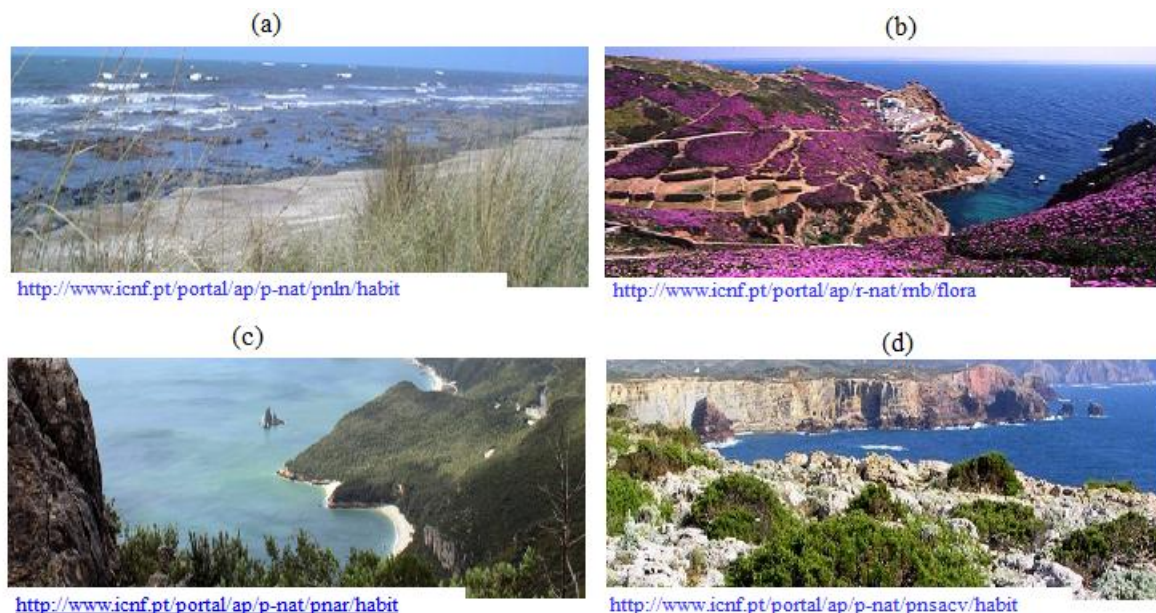 (a)
(b)
http://www.icnf.pt/portal/ap/p-nat/pnln/habit
http://www.icnf.pt/portal/ap/r-nat/rnb/flora
(c)
(d)
http://www.icnf.pt/portal/ap/p-nat/pnar/habit
http://www.icnf.pt/portal/ap/p-nat/pnsacv/habit